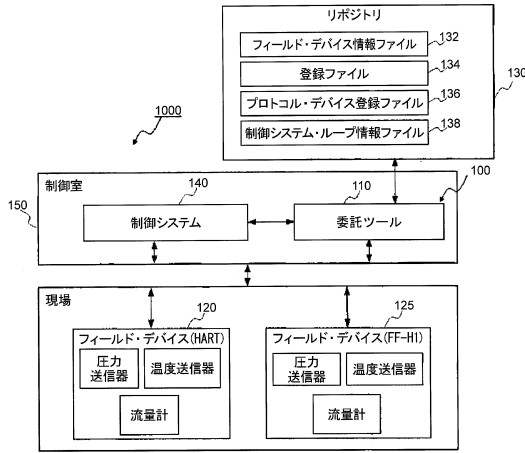 リポジトリ
フィールド・デバイス情報ファイル
132
登録ファイル
134
プロトコル・デバイス登録ファイル
136
130
制御システム・ループ情報ファイル
138
1000
制御室
140
110
100
150
制御システム
委託ツール
現場
120
125
フィールド・デバイス(HART)
フィールド・デバイス(FF-H1)
圧力
送信器
温度送信器
流量計
圧力
送信器
温度送信器
流量計